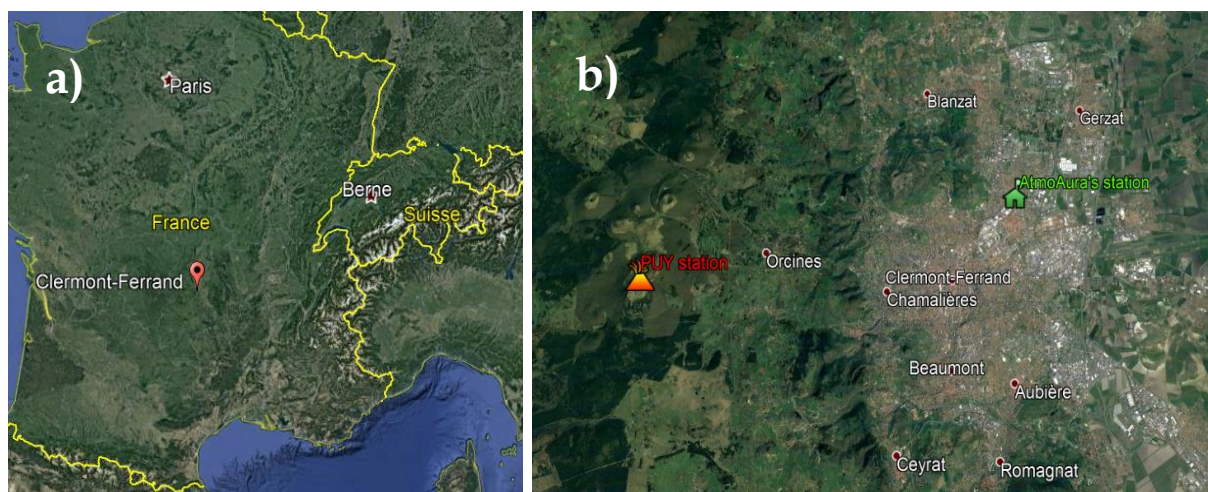 a)
Paris
Berne
Suisse
France
Clermont-Ferrand
b)
Blanzat
Gerzat
AtmoAura's station
PUY station
Orcines
Clermont-Ferrand
Chamalières
Beaumont
Aubière
Ceyrat
Romagnat